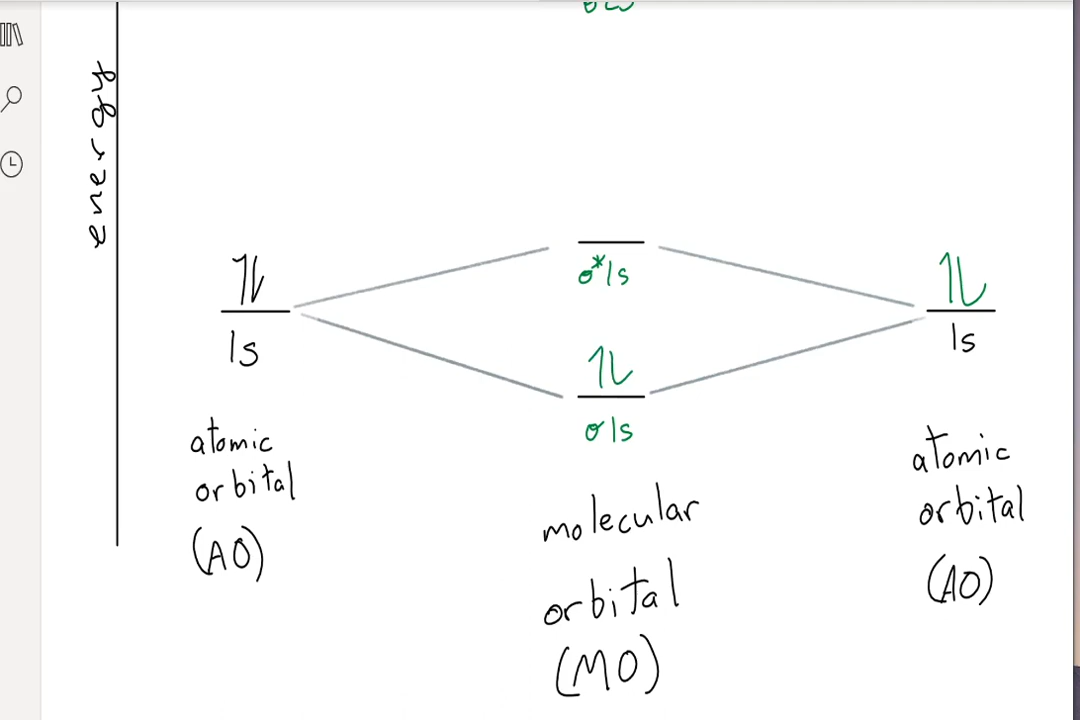 energy
σ*1s
1s
1s
σ1s
atomic
orbital
(AO)
molecular
orbital
(MO)
atomic
orbital
(AO)